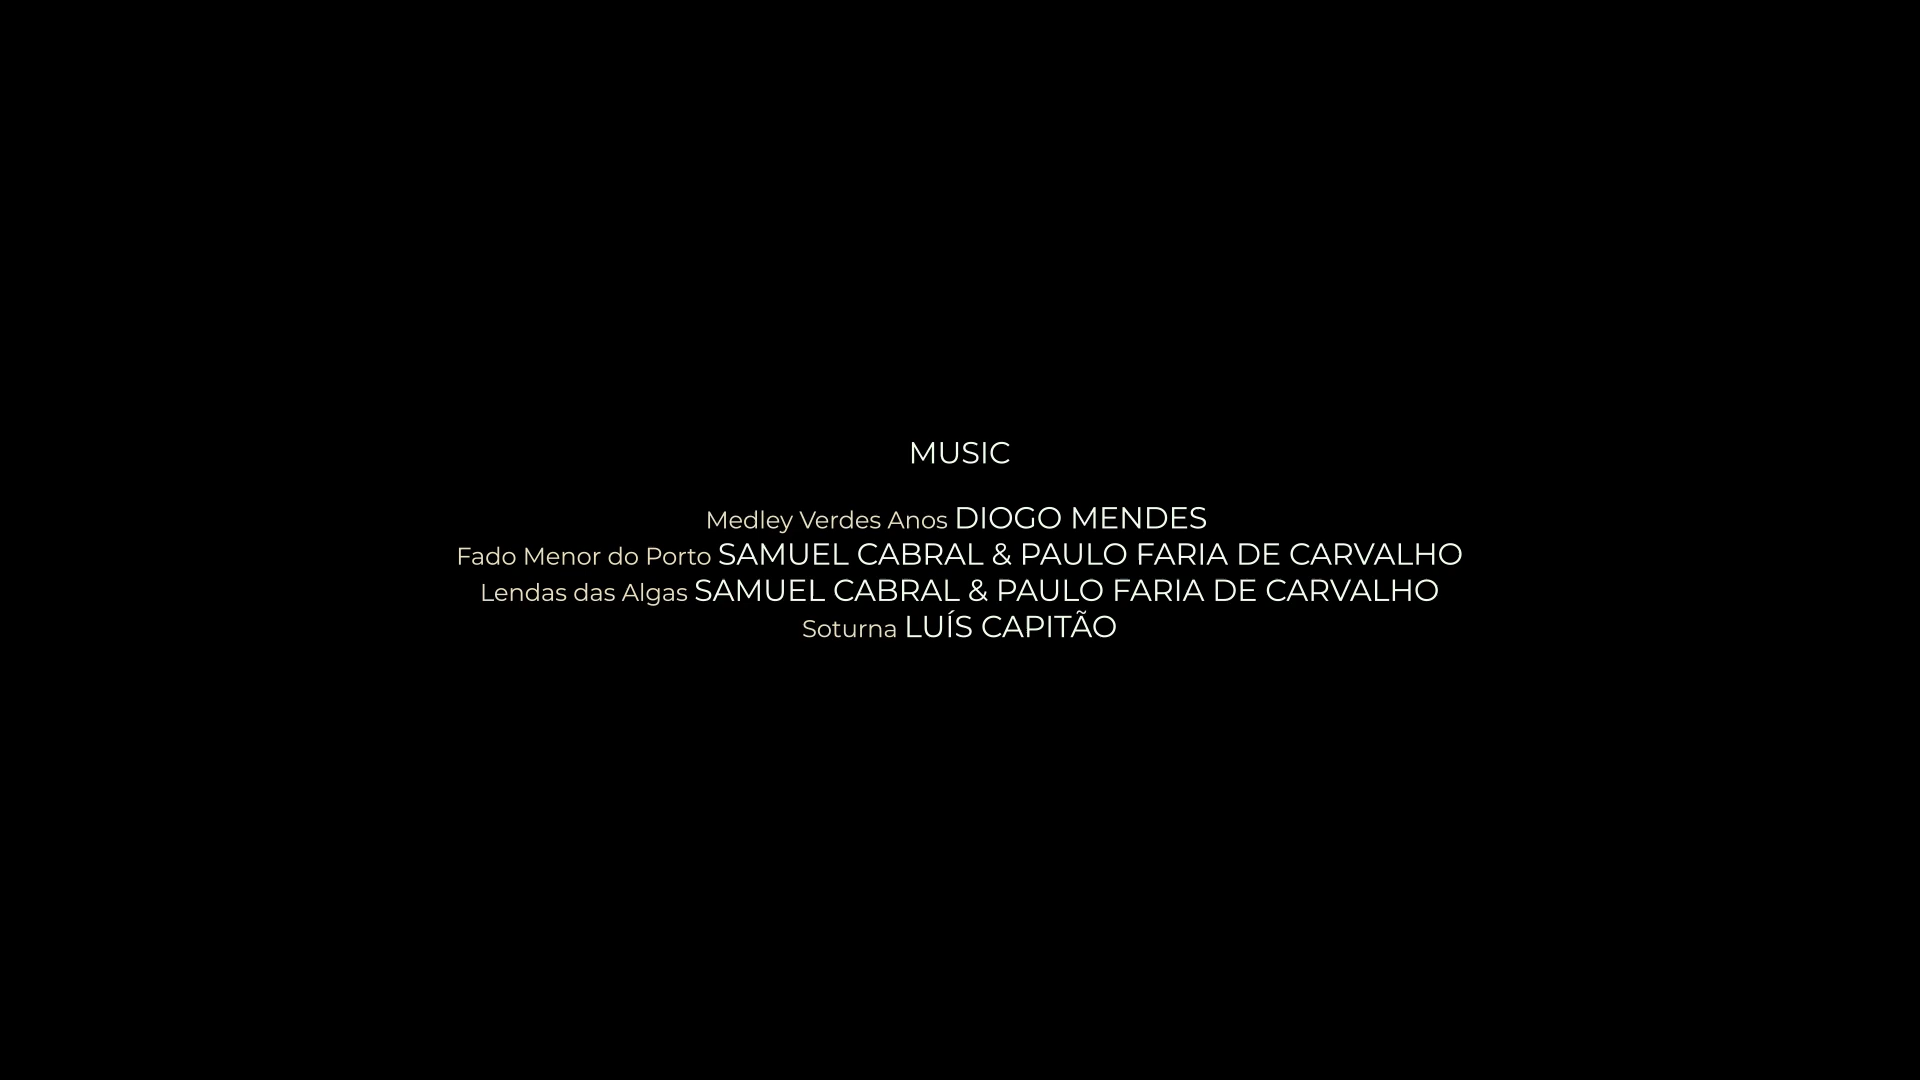 MUSIC
Medley Verdes Anos DIOGO MENDES
Fado Menor do Porto SAMUEL CABRAL & PAULO FARIA DE CARVALHO
Lendas das Algas SAMUEL CABRAL & PAULO FARIA DE CARVALHO
Soturna LUÍS CAPITÃO